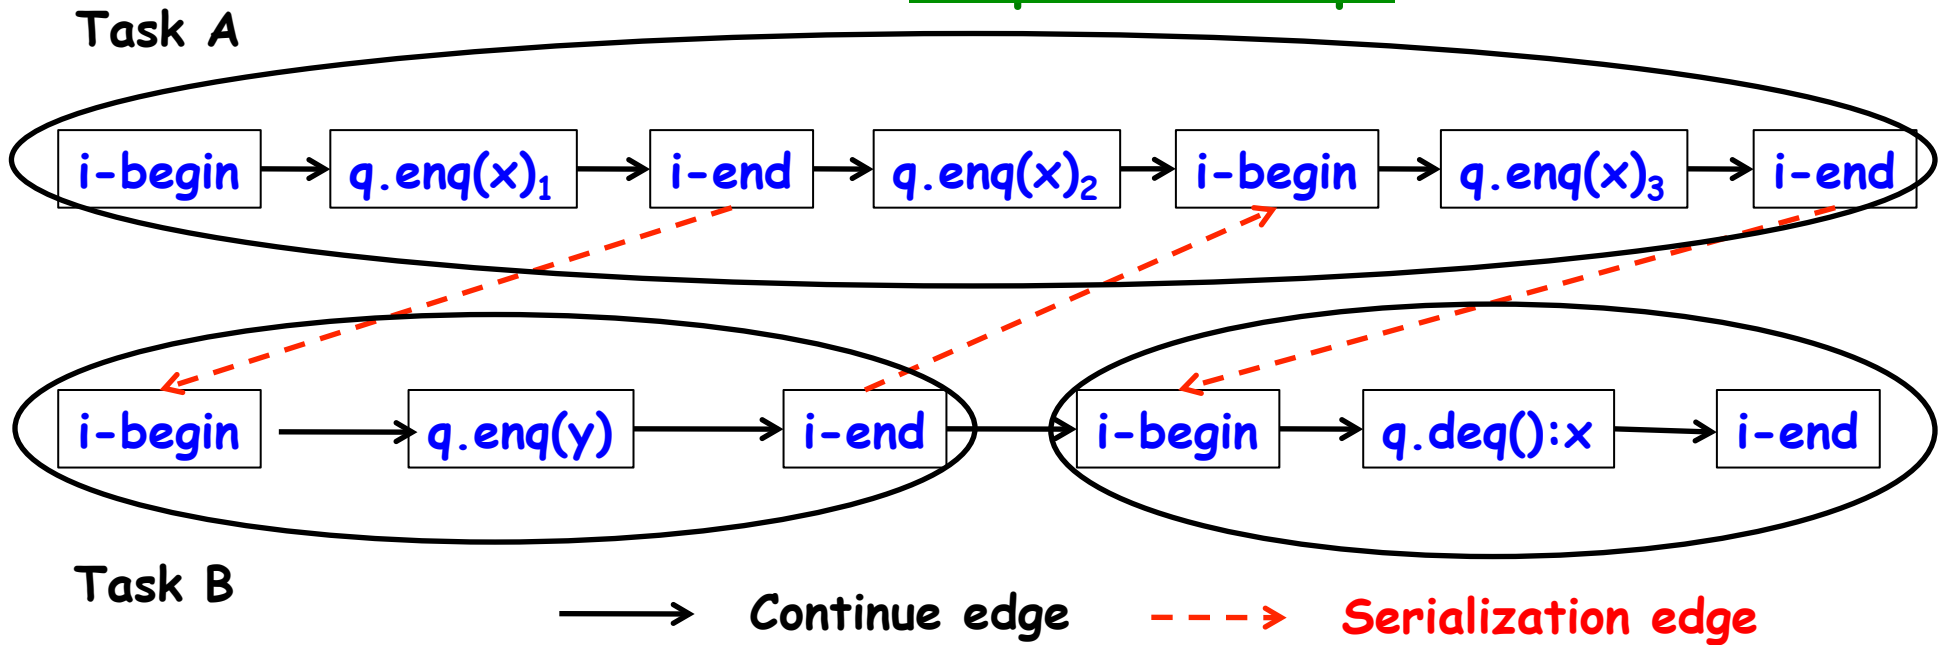 Task A
i-begin q.enq(x)₁ i-end q.enq(x)₂ i-begin q.enq(x)₃ i-end
i-begin q.enq(y) i-end i-begin q.deq():x i-end
Task B
Continue edge Serialization edge